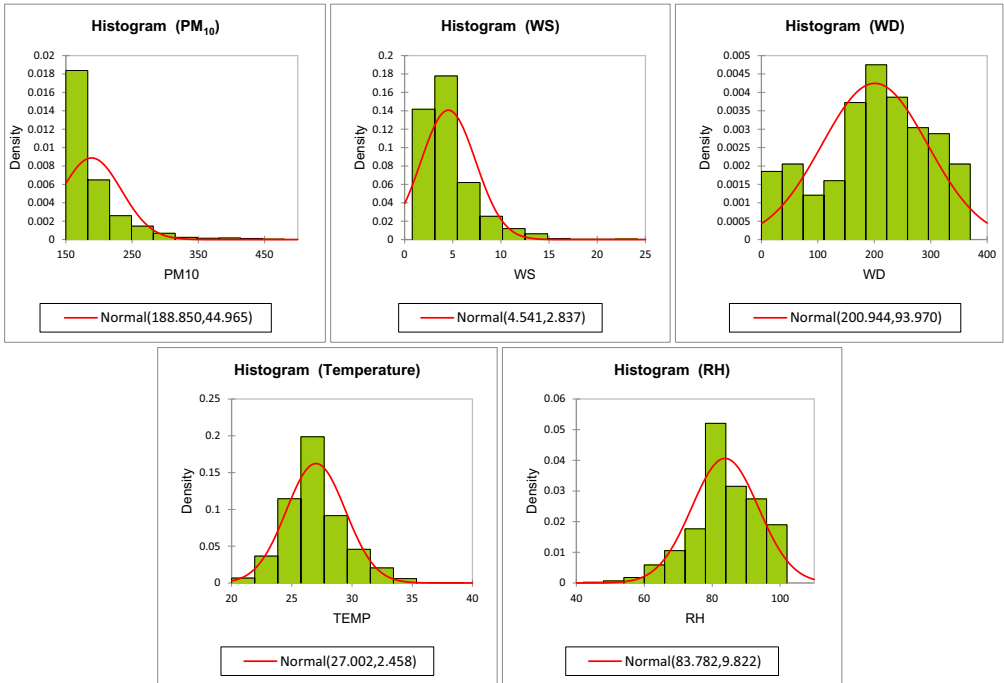 Histogram (PM₁₀)
Density
0.02
0.018
0.016
0.014
0.012
0.01
0.008
0.006
0.004
0.002
0
150 250 350 450
PM10
Normal(188.850,44.965)
Histogram (WS)
Density
0.2
0.18
0.16
0.14
0.12
0.1
0.08
0.06
0.04
0.02
0
0 5 10 15 20 25
WS
Normal(4.541,2.837)
Histogram (WD)
Density
0.005
0.0045
0.004
0.0035
0.003
0.0025
0.002
0.0015
0.001
0.0005
0
0 100 200 300 400
WD
Normal(200.944,93.970)
Histogram (Temperature)
Density
0.25
0.2
0.15
0.1
0.05
0
20 25 30 35 40
TEMP
Normal(27.002,2.458)
Histogram (RH)
Density
0.06
0.05
0.04
0.03
0.02
0.01
0
40 60 80 100
RH
Normal(83.782,9.822)